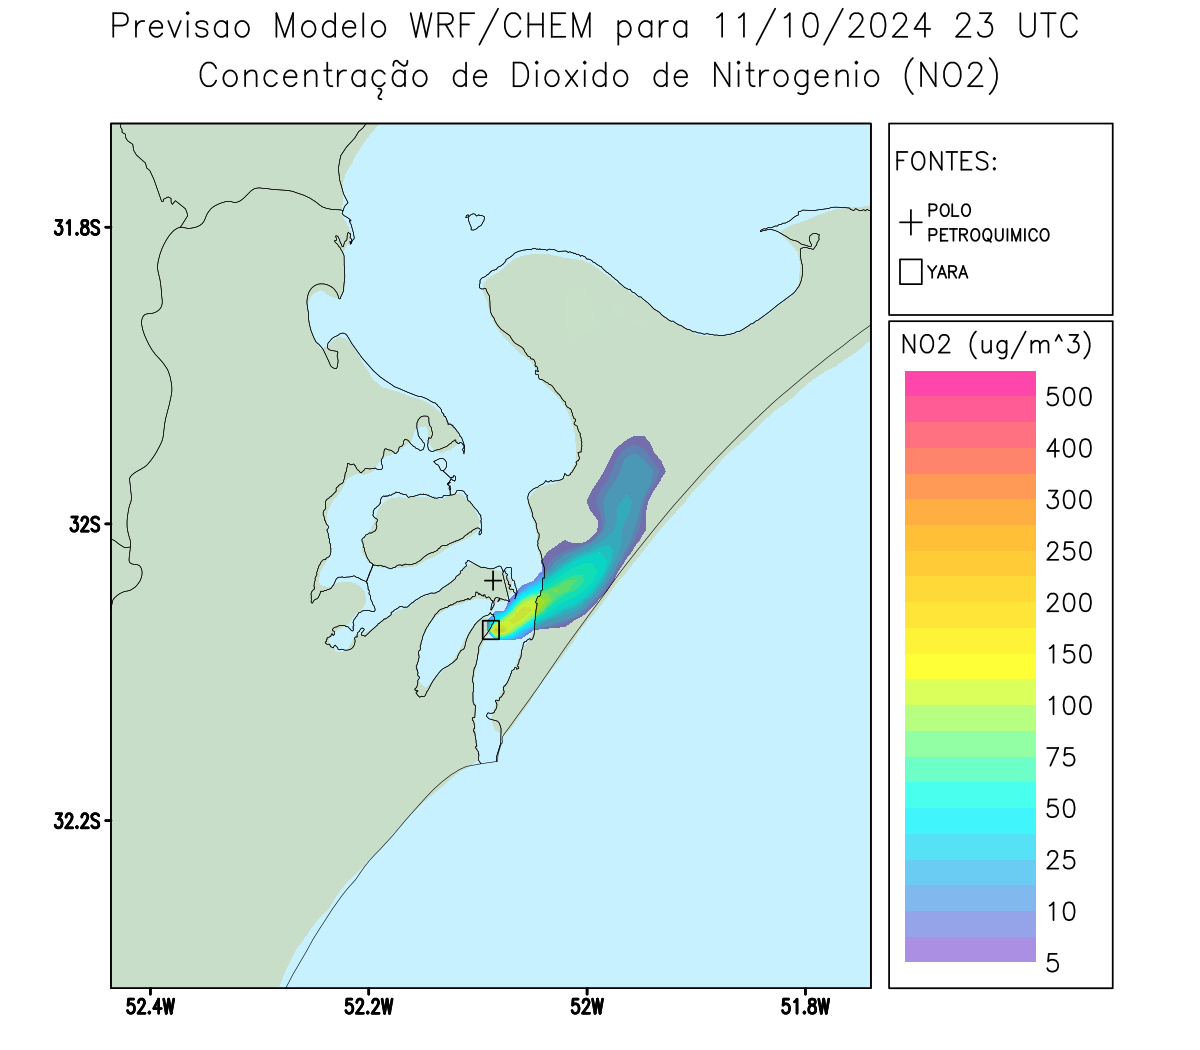 Previsao Modelo WRF/CHEM para 11/10/2024 23 UTC
Concentração de Dioxido de Nitrogenio (NO2)
FONTES:
POLO
PETROQUIMICO
YARA
31.8S
32S
32.2S
52.4W
52.2W
52W
51.8W
NO2 (ug/m^3)
500
400
300
250
200
150
100
75
50
25
10
5